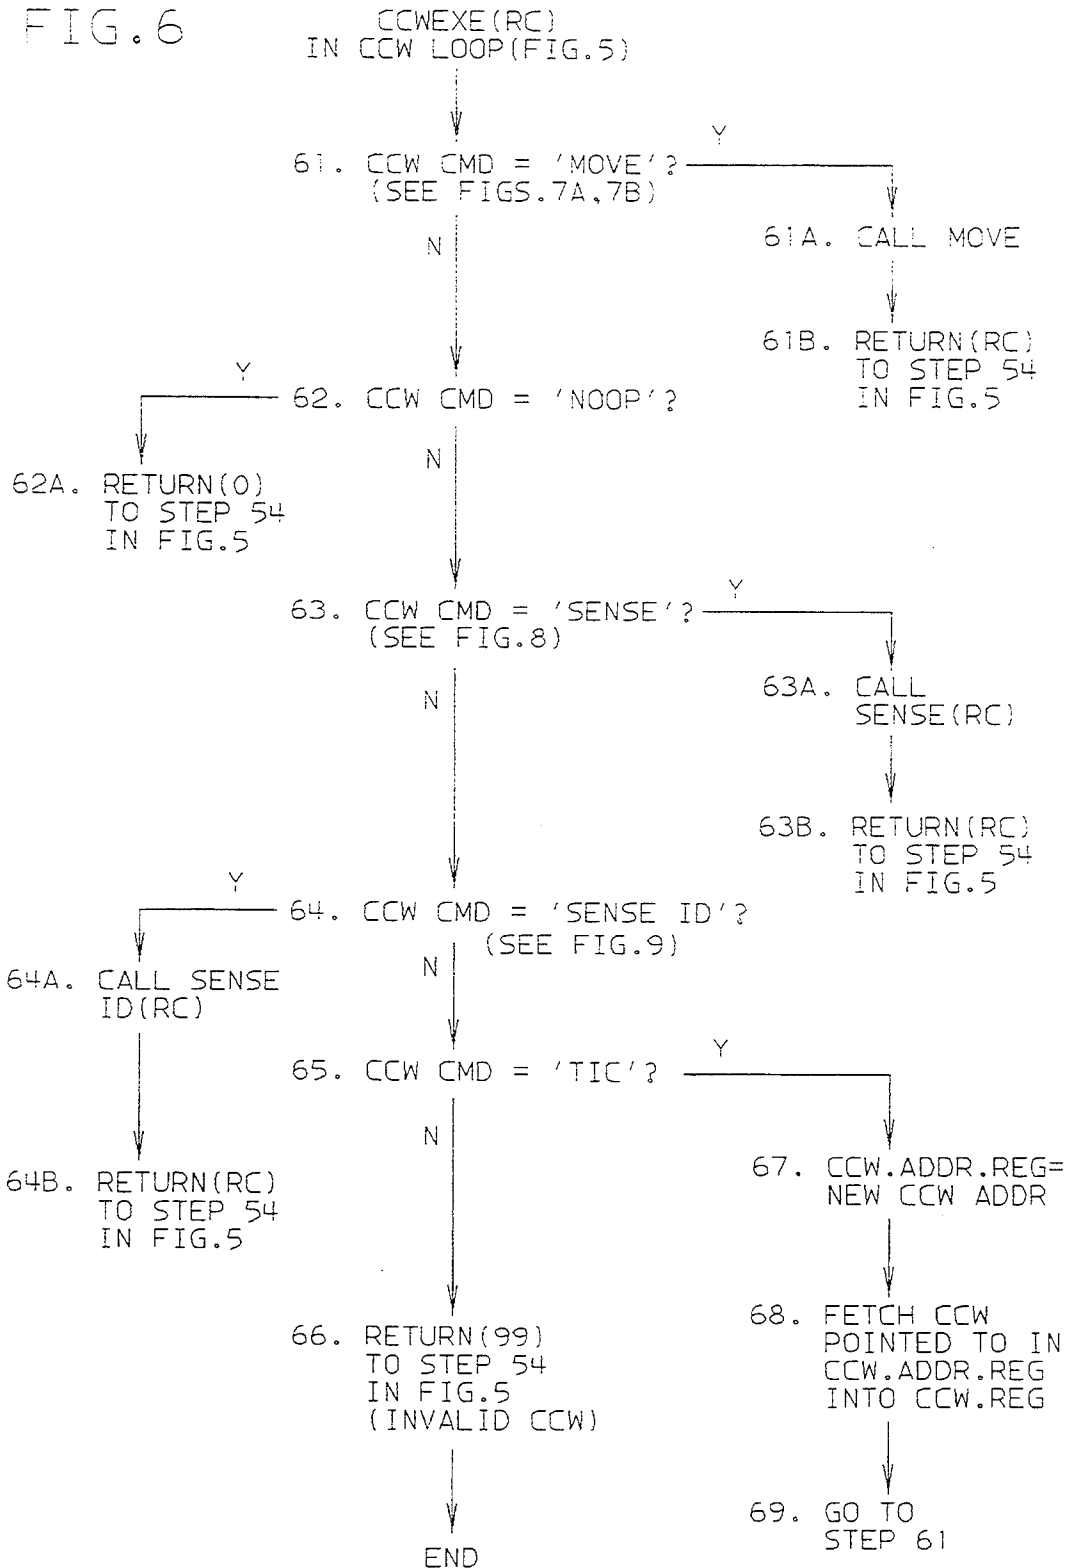 FIG.6
CCWEXE(RC)
IN CCW LOOP(FIG.5)
61. CCW CMD = 'MOVE'?
(SEE FIGS.7A,7B)
Y
N
61A. CALL MOVE
61B. RETURN(RC)
TO STEP 54
IN FIG.5
62. CCW CMD = 'NOOP'?
Y
N
62A. RETURN(0)
TO STEP 54
IN FIG.5
63. CCW CMD = 'SENSE'?
(SEE FIG.8)
Y
N
63A. CALL
SENSE(RC)
63B. RETURN(RC)
TO STEP 54
IN FIG.5
64. CCW CMD = 'SENSE ID'?
(SEE FIG.9)
Y
N
64A. CALL SENSE
ID(RC)
64B. RETURN(RC)
TO STEP 54
IN FIG.5
65. CCW CMD = 'TIC'?
Y
N
67. CCW.ADDR.REG=
NEW CCW ADDR
68. FETCH CCW
POINTED TO IN
CCW.ADDR.REG
INTO CCW.REG
69. GO TO
STEP 61
66. RETURN(99)
TO STEP 54
IN FIG.5
(INVALID CCW)
END